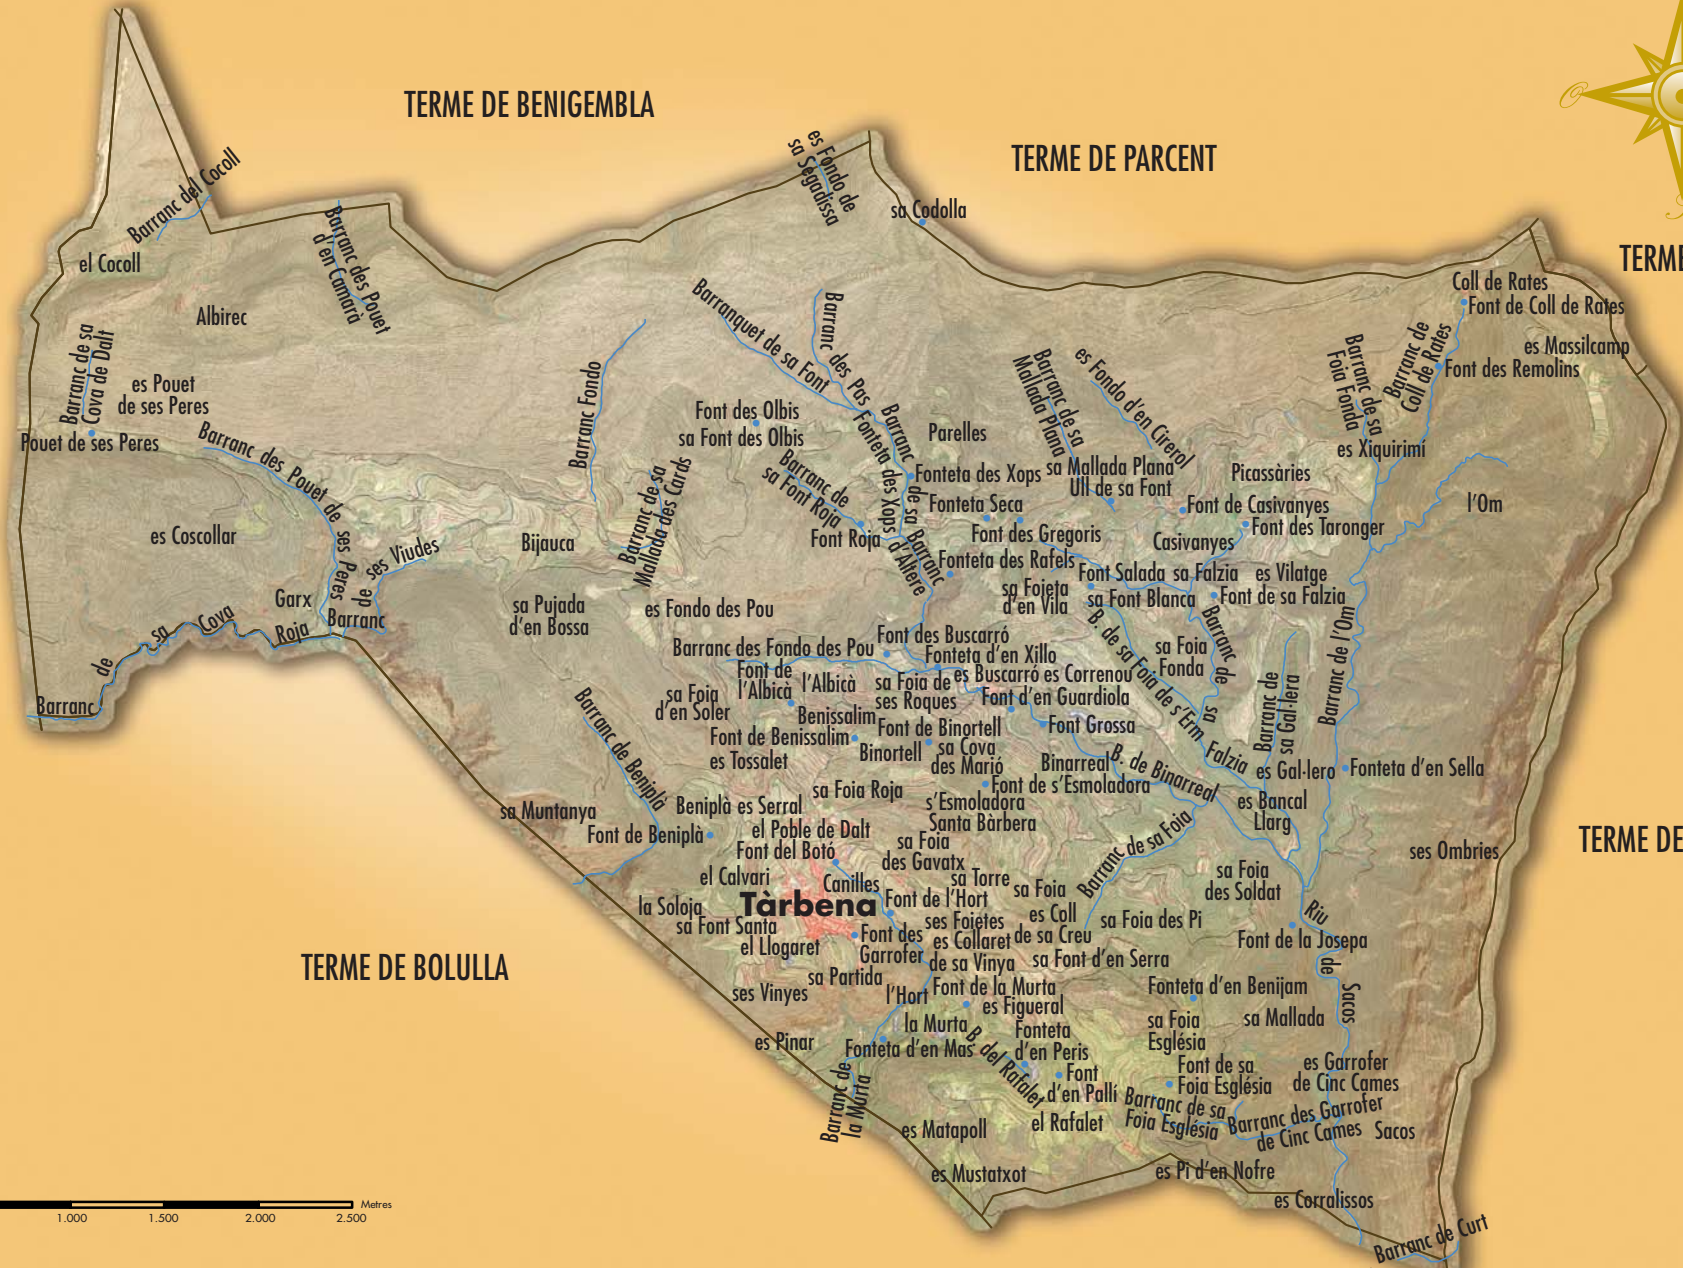 TERME DE BENIGEMBLA
TERME DE PARCENT
TERME
TERME DE
TERME DE BOLULLA
Barranc del Cocoll
el Cocoll
Albirec
Barranc des Pouet
d'en Camarà
es Fondo de
sa Segadissa
sa Codolla
Coll de Rates
Font de Coll de Rates
es Massilcamp
Font des Remolins
Barranc de
Coll de Rates
Barranc de sa
Foia Fonda
es Xiquirimí
Barranc de sa
Cova de Dalt
es Pouet
de ses Peres
Pouet de ses Peres
Barranc des Pouet de ses Peres
Barranc Fondo
Barranquet de sa Font
Barranc des Pas
Font des Olbis
sa Font des Olbis
Barranc de sa
Mallada des Cards
Barranc de
sa Font Roja
Font Roja
Fonteta des Xops
Barranc de sa Barranc
d'Aliere
Parelles
Fonteta des Xops
Fonteta Seca
Barranc de sa
Mallada Plana
es Fondo d'en Cirerol
sa Mallada Plana
Ull de sa Font
Picassàries
Font de Casivanyes
Font des Taronger
Casivanyes
l'Om
Font des Gregoris
Fonteta des Rafels
es Coscollar
Bijauca
Barranc de ses Viudes
Garx
Barranc de sa Cova Roja
sa Pujada
d'en Bossa
es Fondo des Pou
sa Fojeta
d'en Vila
Font Salada
sa Falzia
es Vilatge
sa Font Blanca
Font de sa Falzia
Barranc des Fondo des Pou
Font des Buscarró
Fonteta d'en Xillo
es Buscarró
es Correnou
B. de sa Foia de s'Erm
sa Foia
Fonda
Barranc de sa Falzia
Barranc de
sa Gal·lera
Barranc de l'Om
Font de
l'Albicà
l'Albicà
sa Foia de
ses Roques
Font d'en Guardiola
sa Foia
d'en Soler
Benissalim
Font de Benissalim
Font de Binortell
Font Grossa
es Tossalet
Binortell
sa Cova
des Marió
Binarreal
B. de Binarreal
es Gal·lero
Fonteta d'en Sella
Barranc de Beniplà
sa Foia Roja
Font de s'Esmoladora
s'Esmoladora
Santa Bàrbera
es Bancal
Llarg
sa Muntanya
Beniplà
es Serral
el Poble de Dalt
Font de Beniplà
Font del Botó
sa Foia
des Gavatx
Barranc de sa Foia
ses Ombries
el Calvari
Canilles
sa Torre
sa Foia
sa Foia
des Soldat
Tàrbena
Font de l'Hort
la Soloja
sa Font Santa
el Llogaret
ses Foietes
es Coll
de sa Creu
sa Foia des Pi
Font des
Garrofer
es Collaret
de sa Vinya
sa Font d'en Serra
Font de la Josepa
Riu de Sacos
sa Partida
ses Vinyes
l'Hort
Font de la Murta
es Figueral
Fonteta d'en Benijam
sa Mallada
es Pinar
la Murta
Fonteta d'en Mas
B. del Rafalet
Fonteta
d'en Peris
Font
d'en Pallí
sa Foia
Església
Font de sa
Foia Església
es Garrofer
de Cinc Cames
Barranc de
la Murta
es Matapoll
el Rafalet
Barranc de sa
Foia Església
Barranc des Garrofer
de Cinc Cames
Sacos
es Mustatxot
es Pi d'en Nofre
es Corralissos
Barranc de Curt
Metres
1.000 1.500 2.000 2.500